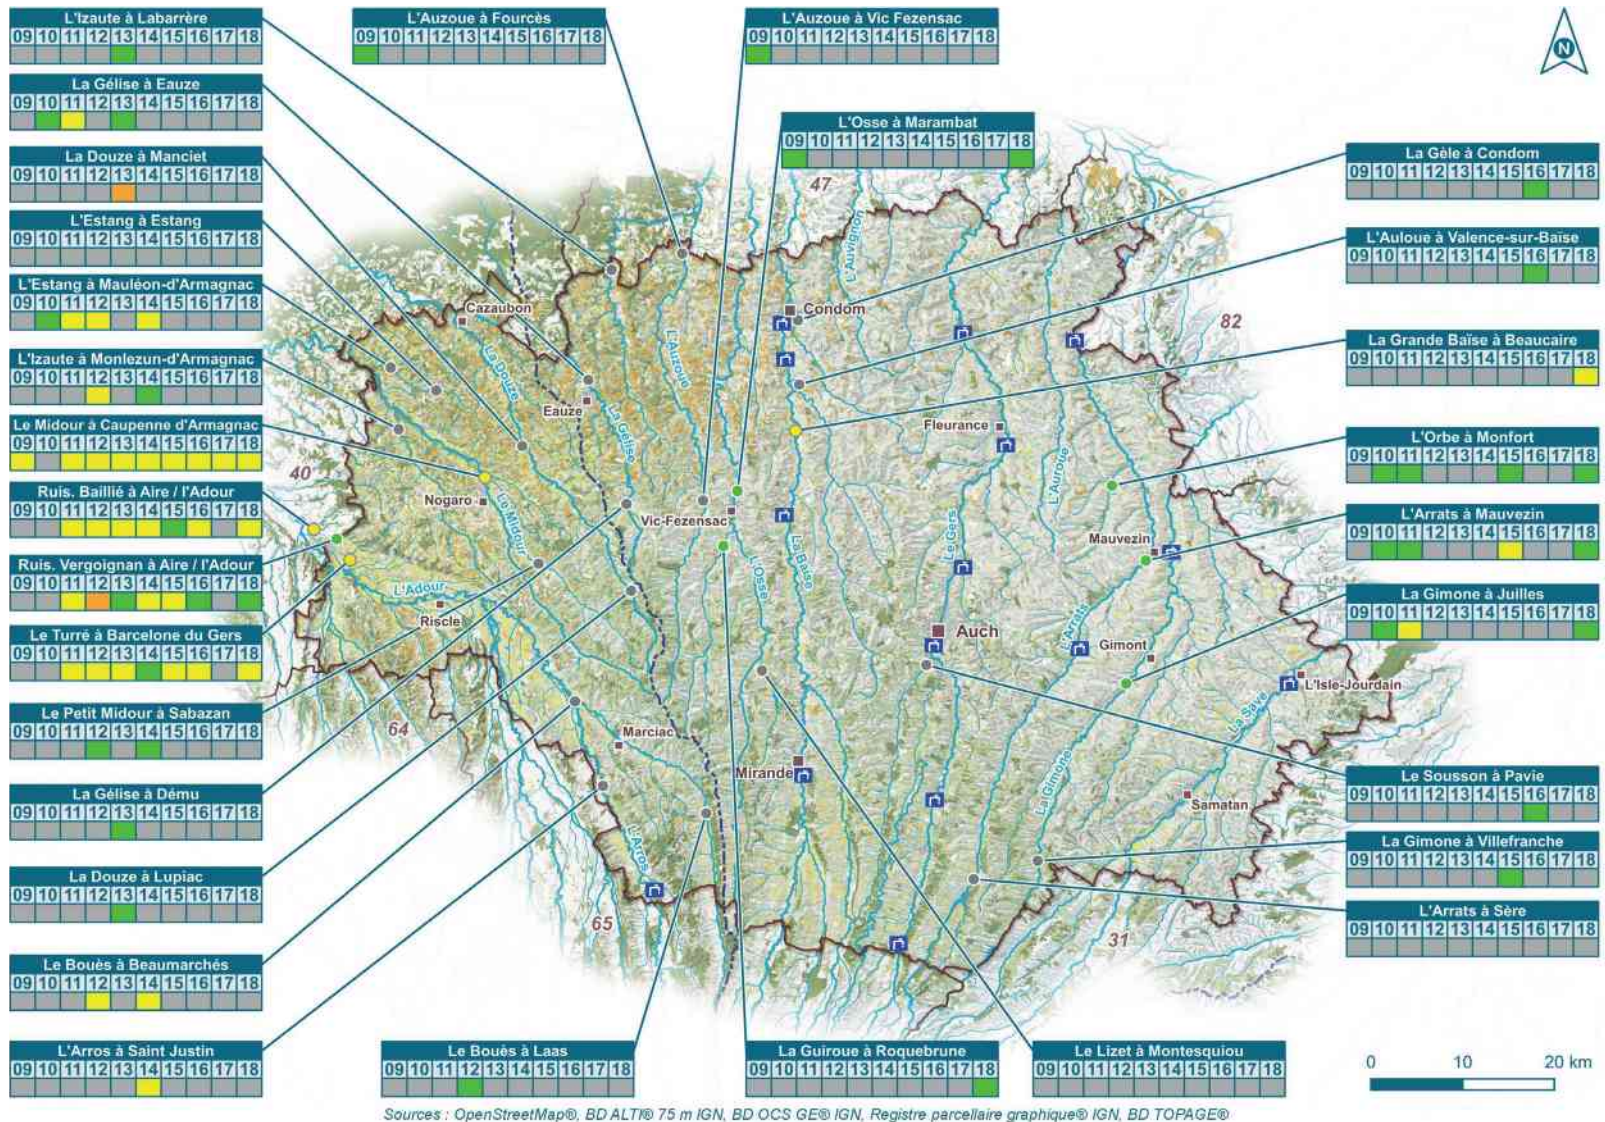 L'Izaute à Labarrère
09 10 11 12 13 14 15 16 17 18
L'Auzoue à Fourcès
09 10 11 12 13 14 15 16 17 18
L'Auzoue à Vic Fezensac
09 10 11 12 13 14 15 16 17 18
N
La Gélise à Eauze
09 10 11 12 13 14 15 16 17 18
L'Osse à Marambat
09 10 11 12 13 14 15 16 17 18
La Douze à Manciet
09 10 11 12 13 14 15 16 17 18
La Gèle à Condom
09 10 11 12 13 14 15 16 17 18
L'Estang à Estang
09 10 11 12 13 14 15 16 17 18
L'Auloue à Valence-sur-Baïse
09 10 11 12 13 14 15 16 17 18
L'Estang à Mauléon-d'Armagnac
09 10 11 12 13 14 15 16 17 18
La Grande Baïse à Beaucaire
09 10 11 12 13 14 15 16 17 18
L'Izaute à Monlezun-d'Armagnac
09 10 11 12 13 14 15 16 17 18
Le Midour à Caupenne d'Armagnac
09 10 11 12 13 14 15 16 17 18
L'Orbe à Monfort
09 10 11 12 13 14 15 16 17 18
Ruis. Baillié à Aire / l'Adour
09 10 11 12 13 14 15 16 17 18
L'Arrats à Mauvezin
09 10 11 12 13 14 15 16 17 18
Ruis. Vergoignan à Aire / l'Adour
09 10 11 12 13 14 15 16 17 18
La Gimone à Juilles
09 10 11 12 13 14 15 16 17 18
Le Turré à Barcelone du Gers
09 10 11 12 13 14 15 16 17 18
Le Petit Midour à Sabazan
09 10 11 12 13 14 15 16 17 18
Le Sousson à Pavie
09 10 11 12 13 14 15 16 17 18
La Gélise à Dému
09 10 11 12 13 14 15 16 17 18
La Gimone à Villefranche
09 10 11 12 13 14 15 16 17 18
La Douze à Lupiac
09 10 11 12 13 14 15 16 17 18
L'Arrats à Sère
09 10 11 12 13 14 15 16 17 18
Le Bouès à Beaumarchés
09 10 11 12 13 14 15 16 17 18
L'Arros à Saint Justin
09 10 11 12 13 14 15 16 17 18
Le Bouès à Laas
09 10 11 12 13 14 15 16 17 18
La Guiroue à Roquebrune
09 10 11 12 13 14 15 16 17 18
Le Lizet à Montesquiou
09 10 11 12 13 14 15 16 17 18
47
L'Auvignon
Cazaubon
Condom
82
La Douze
L'Auzoue
Eauze
La Gélise
Fleurance
L'Auroue
40
Nogaro
Le Midour
Vic-Fezensac
Le Gers
Mauvezin
La Baïse
L'Osse
L'Adour
Riscle
Auch
L'Arrats
Gimont
L'Isle-Jourdain
La Save
64
Marciac
Mirande
La Gimone
Samatan
L'Arros
65
31
0 10 20 km
Sources : OpenStreetMap®, BD ALTI® 75 m IGN, BD OCS GE® IGN, Registre parcellaire graphique® IGN, BD TOPAGE®